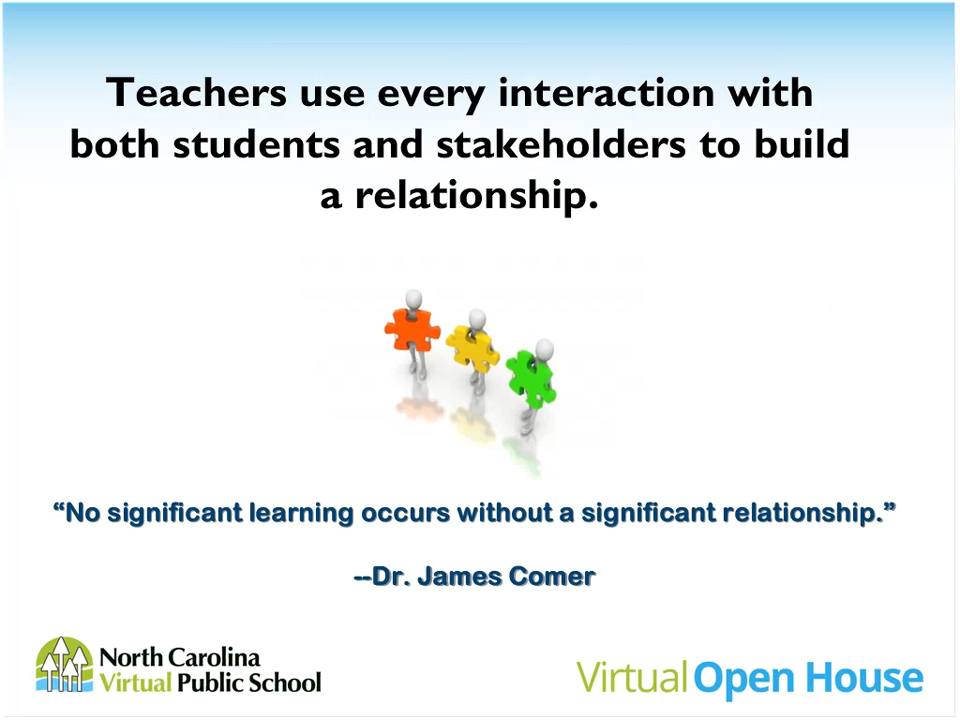 Teachers use every interaction with
both students and stakeholders to build
a relationship.
“No significant learning occurs without a significant relationship.”
--Dr. James Comer
North Carolina
Virtual Public School
Virtual Open House